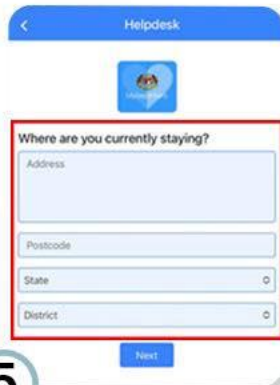 Helpdesk
Where are you currently staying?
Address
Postcode
State
District
Next
5